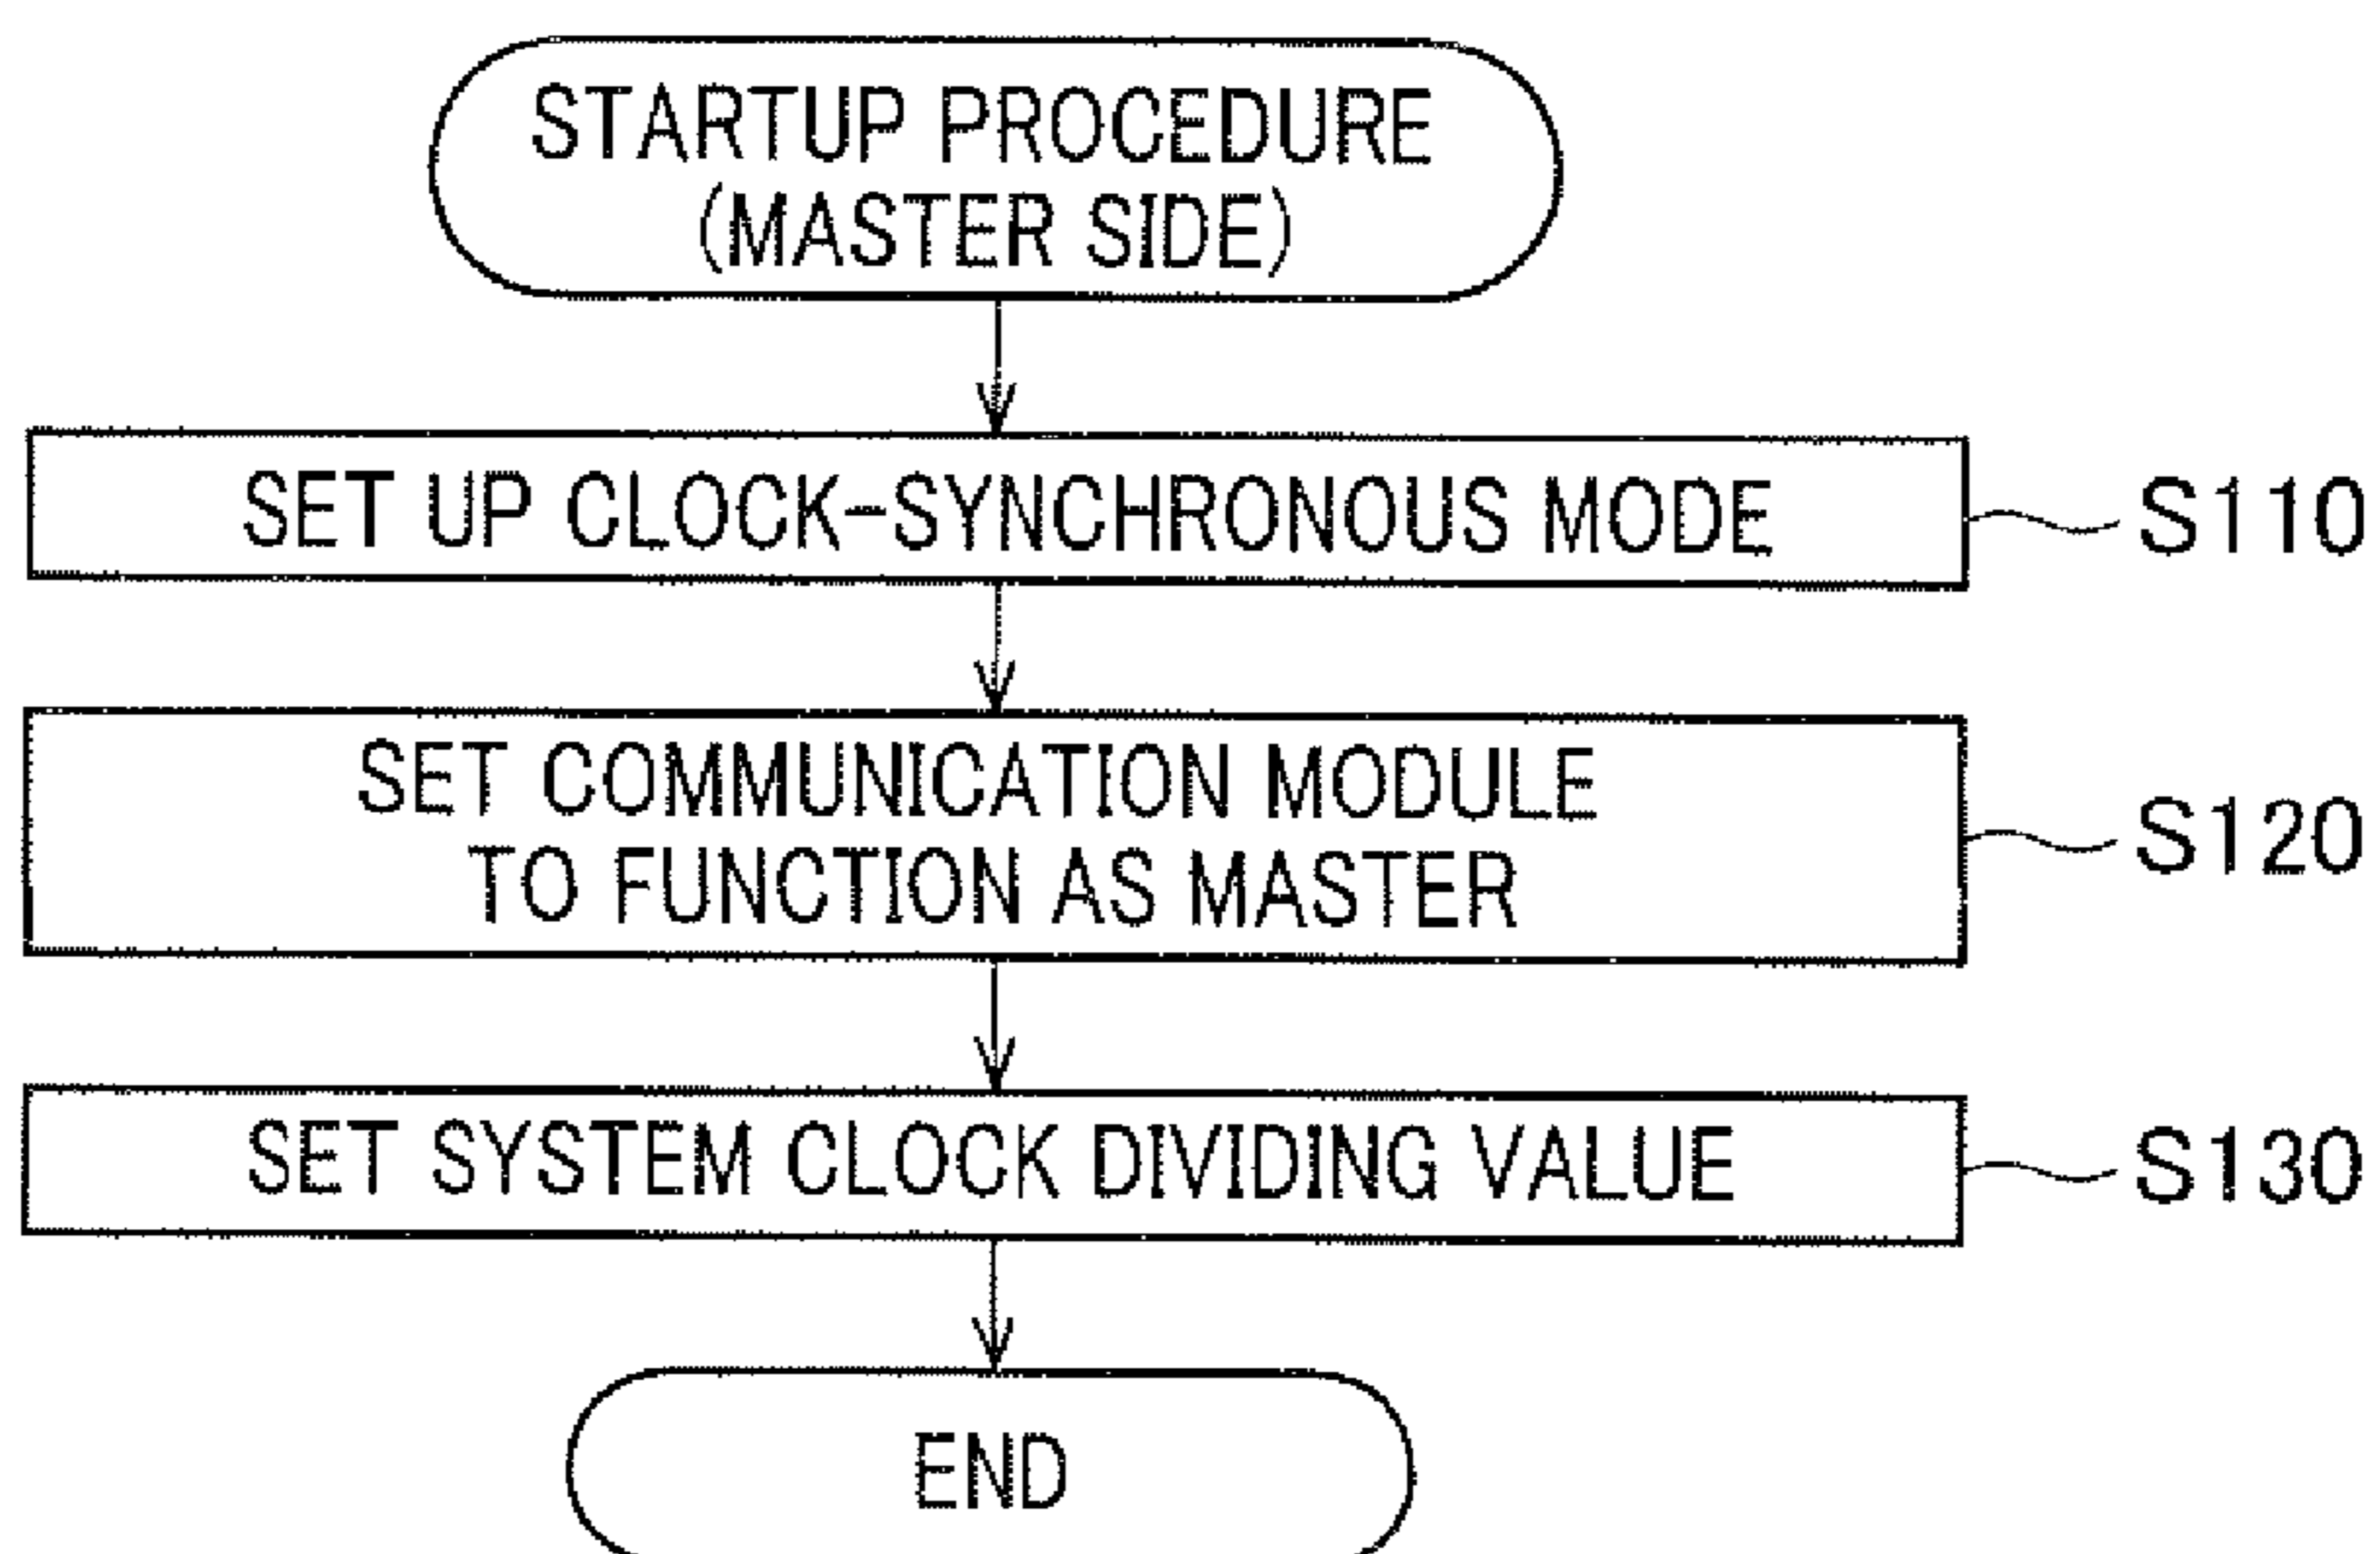 STARTUP PROCEDURE
(MASTER SIDE)
SET UP CLOCK-SYNCHRONOUS MODE
S110
SET COMMUNICATION MODULE
TO FUNCTION AS MASTER
S120
SET SYSTEM CLOCK DIVIDING VALUE
S130
END